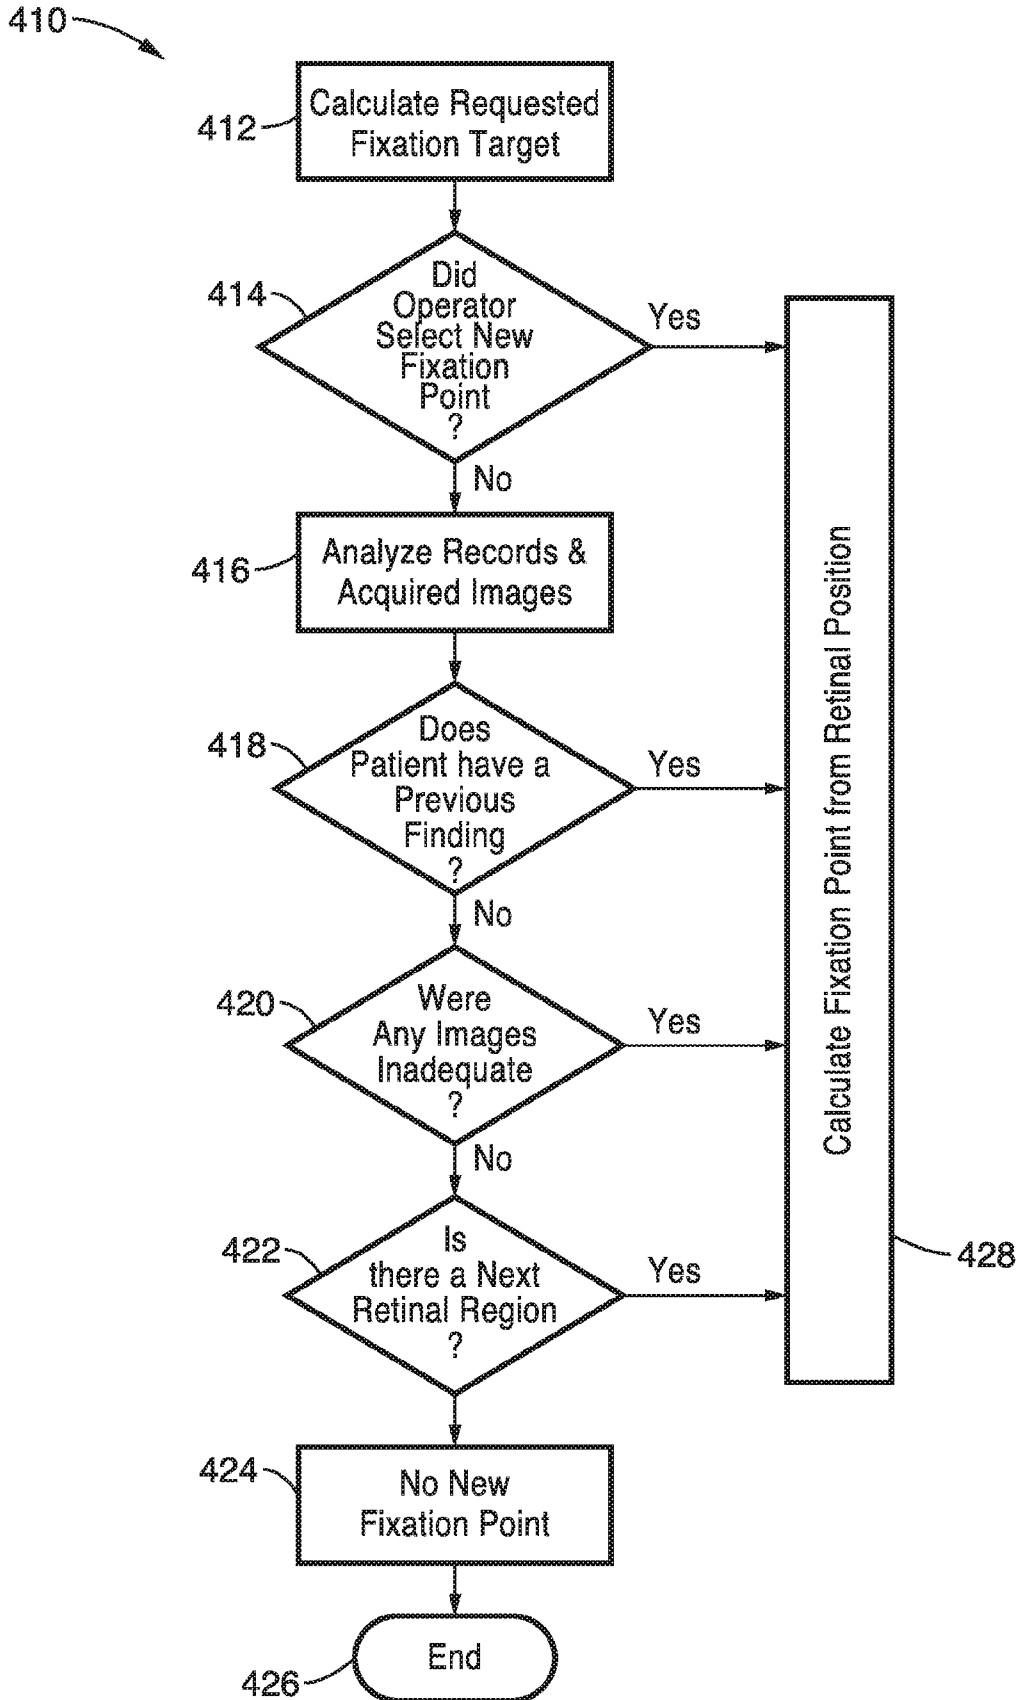 410
412
Calculate Requested
Fixation Target
414
Did
Operator
Select New
Fixation
Point
?
Yes
No
416
Analyze Records &
Acquired Images
418
Does
Patient have a
Previous
Finding
?
Yes
No
420
Were
Any Images
Inadequate
?
Yes
No
422
Is
there a Next
Retinal Region
?
Yes
Calculate Fixation Point from Retinal Position
428
424
No New
Fixation Point
End
426